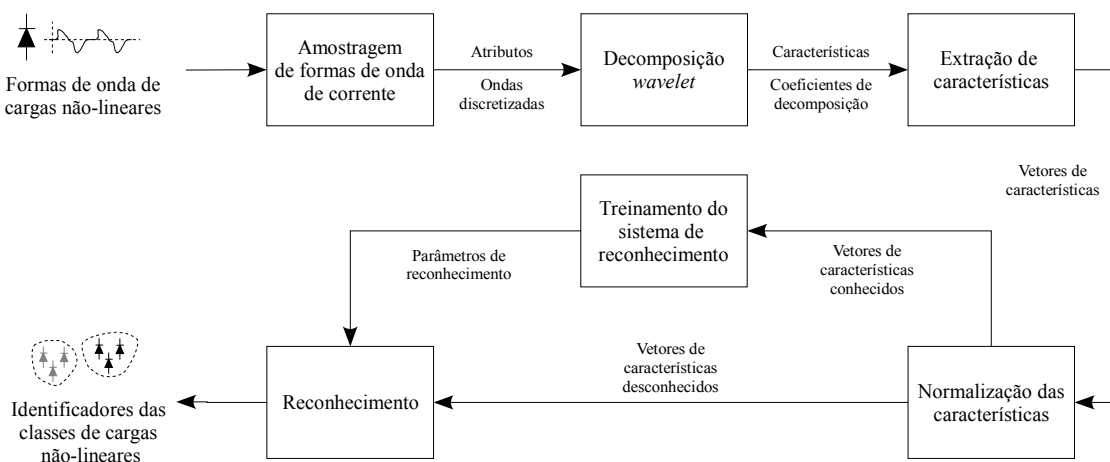 Formas de onda de
cargas não-lineares
Amostragem
de formas de onda
de corrente
Atributos
Ondas
discretizadas
Decomposição
wavelet
Características
Coeficientes de
decomposição
Extração de
características
Vetores de
características
Treinamento do
sistema de
reconhecimento
Parâmetros de
reconhecimento
Vetores de
características
conhecidos
Identificadores das
classes de cargas
não-lineares
Reconhecimento
Vetores de
características
desconhecidos
Normalização das
características